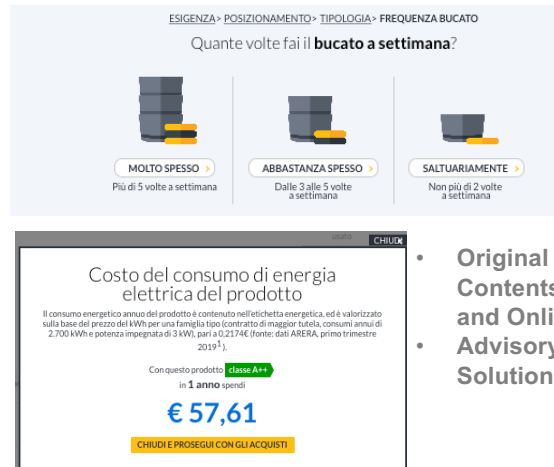 ESIGENZA> POSIZIONAMENTO> TIPOLOGIA> FREQUENZA BUCATO
Quante volte fai il bucato a settimana?
MOLTO SPESSO >
Più di 5 volte a settimana
ABBASTANZA SPESSO >
Dalle 3 alle 5 volte
a settimana
SALTUARIAMENTE >
Non più di 2 volte
a settimana
usato
CHIUDI X
Costo del consumo di energia
elettrica del prodotto
Il consumo energetico annuo del prodotto è contenuto nell'etichetta energetica, ed è valorizzato
sulla base del prezzo del kWh per una famiglia tipo (contratto di maggior tutela, consumi annui di
2.700 kWh e potenza impegnata di 3 kW), pari a 0,2174€ (fonte: dati ARERA, primo trimestre
2019¹).
Con questo prodotto classe A++
in 1 anno spendi
€ 57,61
CHIUDI E PROSEGUI CON GLI ACQUISTI
• Original
Contents
and Onli
• Advisory
Solution